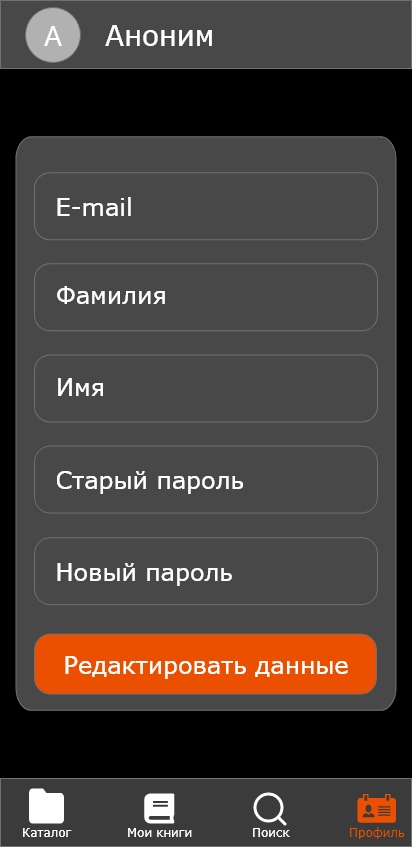 А
Аноним
E-mail
Фамилия
Имя
Старый пароль
Новый пароль
Редактировать данные
Каталог
Мои книги
Поиск
Профиль